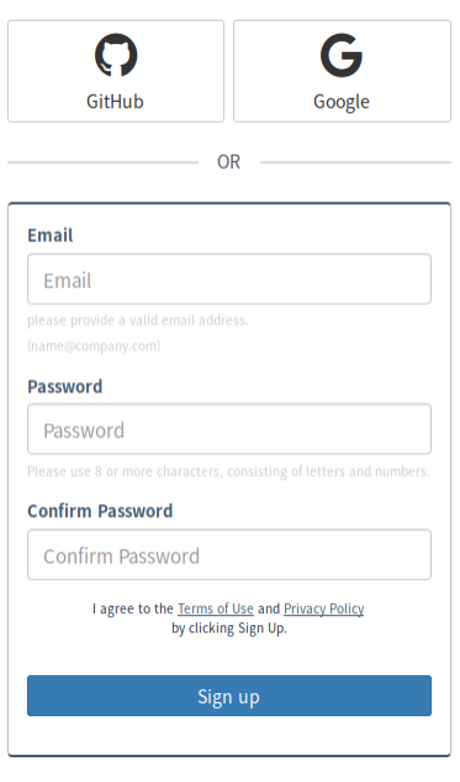 GitHub
Google
OR
Email
Email
please provide a valid email address.
(name@company.com)
Password
Password
Please use 8 or more characters, consisting of letters and numbers.
Confirm Password
Confirm Password
I agree to the Terms of Use and Privacy Policy
by clicking Sign Up.
Sign up